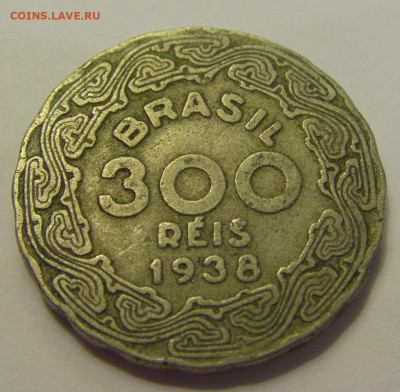 COINS.LAVE.RU
BRASIL
300
RÉIS
1938